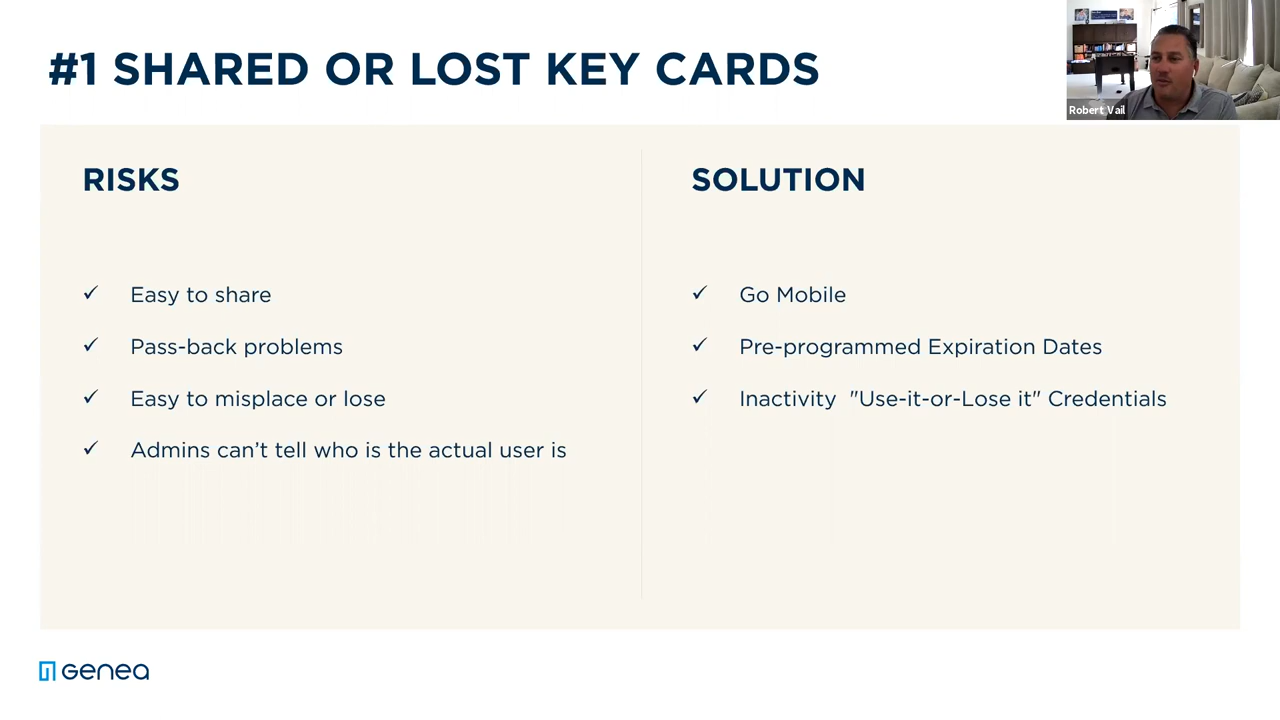 #1 SHARED OR LOST KEY CARDS
Robert Vail
RISKS
Easy to share
Pass-back problems
Easy to misplace or lose
Admins can't tell who is the actual user is
SOLUTION
Go Mobile
Pre-programmed Expiration Dates
Inactivity "Use-it-or-Lose it" Credentials
Genea